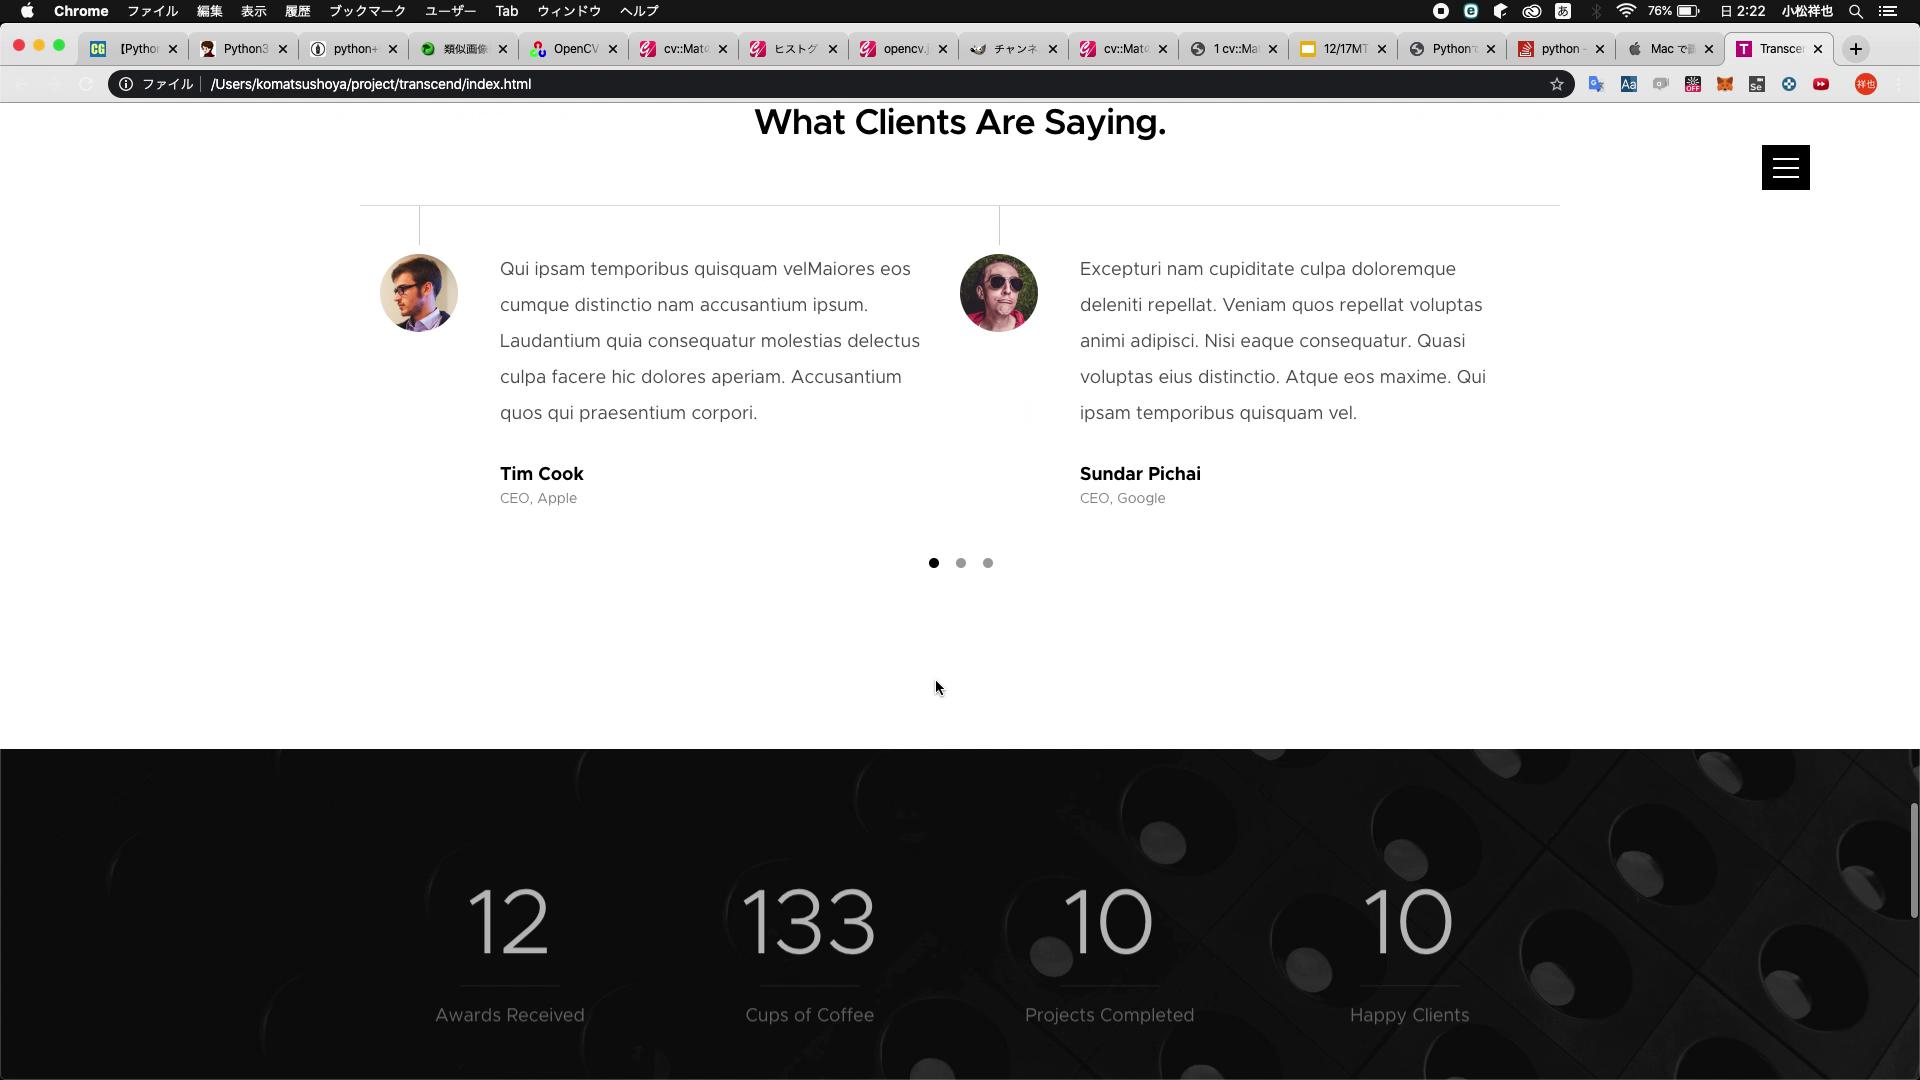 Chrome ファイル 編集 表示 履歴 ブックマーク ユーザー Tab ウィンドウ ヘルプ あ 76% 日 2:22 小松祥也
【Pythor Python3 python+ 類似画像 OpenCV cv::Mat ヒストグ opencv. チャンネ cv::Mat 1 cv::Ma 12/17MT Python python - Mac で Transcer
ファイル /Users/komatsushoya/project/transcend/index.html
What Clients Are Saying.
Qui ipsam temporibus quisquam velMaiores eos
cumque distinctio nam accusantium ipsum.
Laudantium quia consequatur molestias delectus
culpa facere hic dolores aperiam. Accusantium
quos qui praesentium corpori.
Tim Cook
CEO, Apple
Excepturi nam cupiditate culpa doloremque
deleniti repellat. Veniam quos repellat voluptas
animi adipisci. Nisi eaque consequatur. Quasi
voluptas eius distinctio. Atque eos maxime. Qui
ipsam temporibus quisquam vel.
Sundar Pichai
CEO, Google
12
Awards Received
133
Cups of Coffee
10
Projects Completed
10
Happy Clients